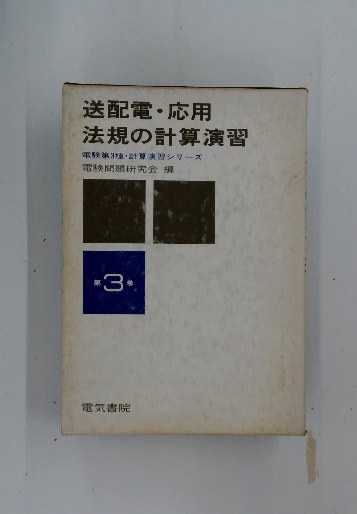 送配電・応用
法規の計算演習
電験第3種・計算演習シリーズ
電験問題研究会 編
第3巻
電気書院